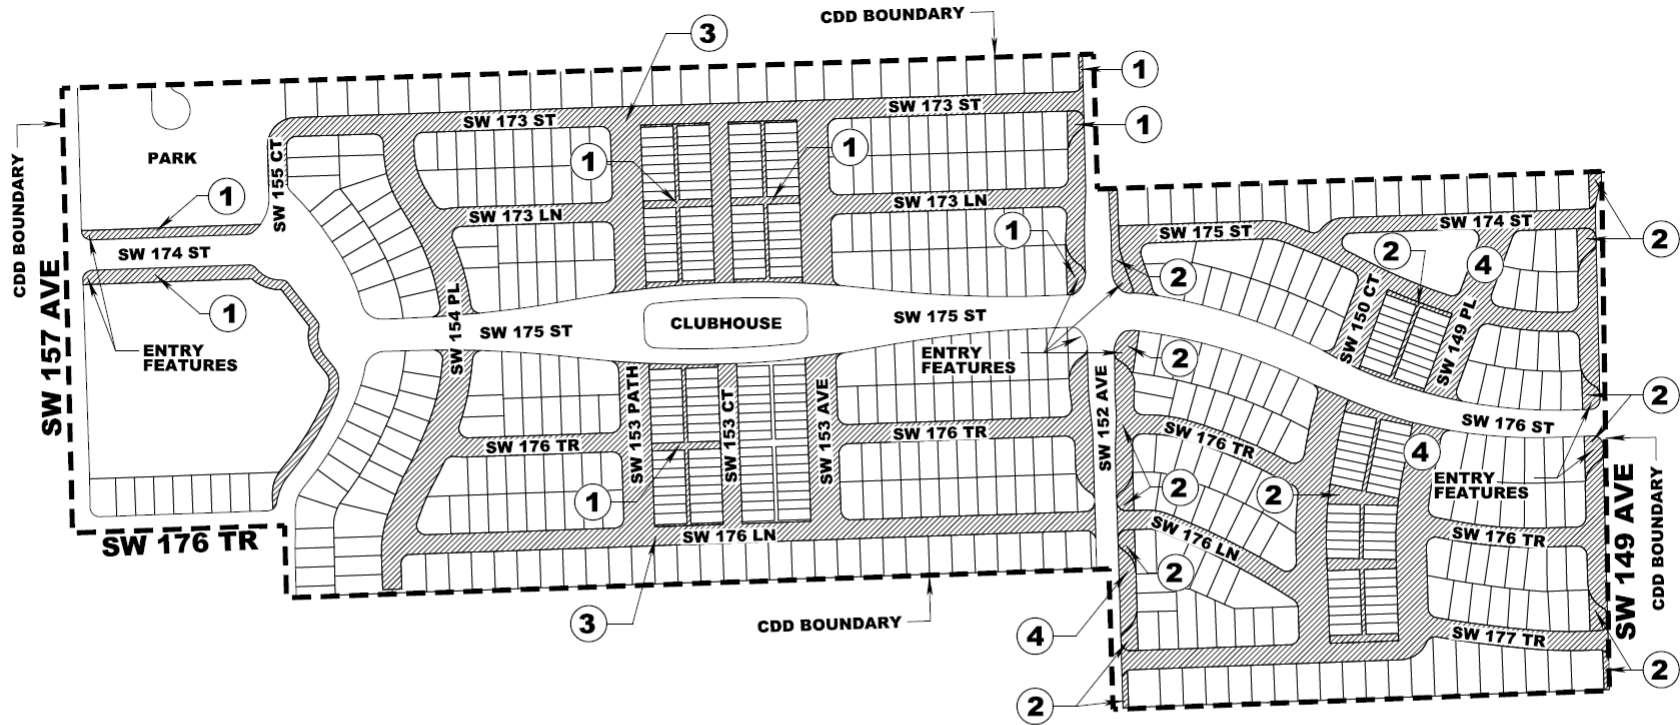 CDD BOUNDARY
3
1
SW 173 ST
SW 173 ST
1
CDD BOUNDARY
PARK
SW 155 CT
1
1
1
SW 173 LN
SW 173 LN
1
SW 174 ST
SW 175 ST
SW 174 ST
2
2
4
2
SW 157 AVE
1
SW 154 PL
SW 175 ST
CLUBHOUSE
SW 175 ST
SW 150 CT
SW 149 PL
ENTRY
FEATURES
ENTRY
FEATURES
2
2
SW 153 PATH
SW 153 CT
SW 153 AVE
SW 152 AVE
SW 176 ST
SW 176 TR
SW 176 TR
SW 176 TR
4
ENTRY
FEATURES
1
2
2
SW 149 AVE
CDD BOUNDARY
SW 176 TR
SW 176 LN
SW 176 LN
SW 176 TR
2
3
CDD BOUNDARY
4
SW 177 TR
2
2